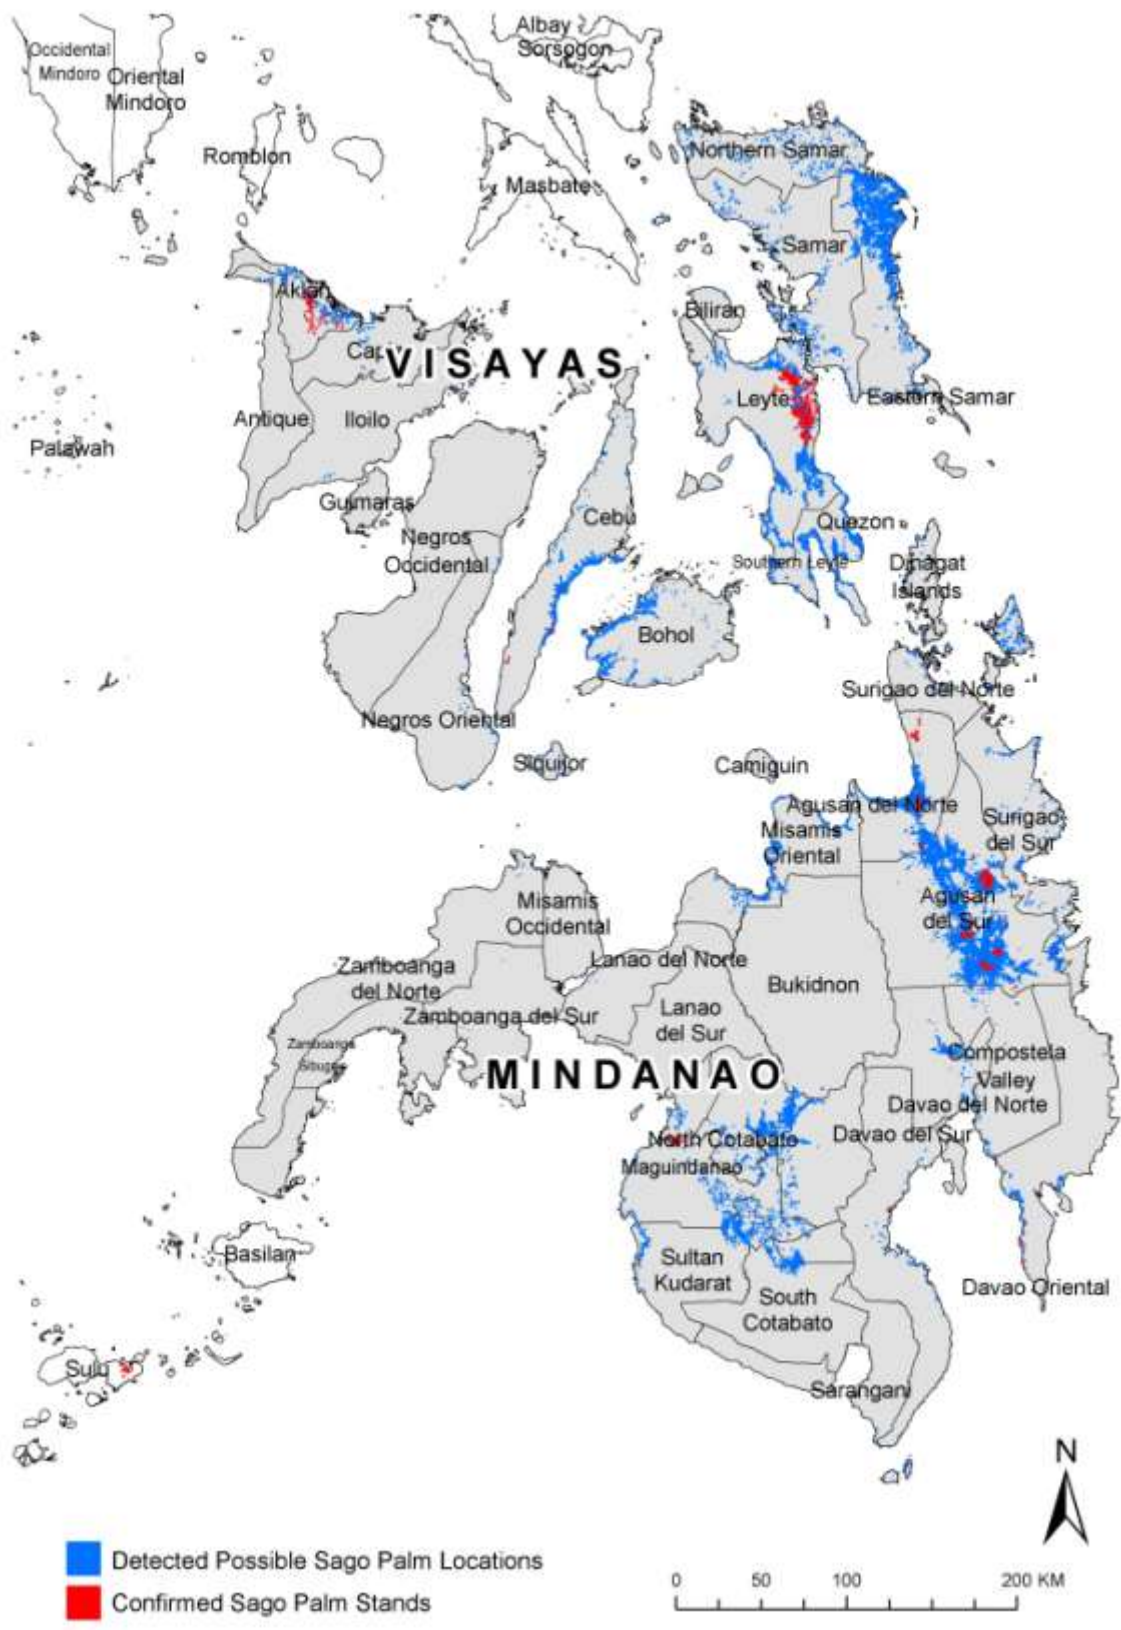 Albay
Sorsogon
Occidental
Mindoro
Oriental
Mindoro
Romblon
Northern Samar
Masbate
Samar
Aklan
Biliran
VISAYAS
Leyte
Eastern Samar
Antique
Iloilo
Palawah
Guimaras
Cebu
Quezon
Negros
Occidental
Southern Leyte
Dinagat
Islands
Bohol
Surigao del Norte
Negros Oriental
Siquijor
Camiguin
Agusan del Norte
Misamis
Oriental
Surigao
del Sur
Agusan
del Sur
Misamis
Occidental
Lanao del Norte
Zamboanga
del Norte
Bukidnon
Lanao
del Sur
Zamboanga del Sur
Zamboanga
Sibugay
MINDANAO
Compostela
Valley
Davao del Norte
Davao del Sur
North Cotabato
Maguindanao
Basilan
Sultan
Kudarat
Davao Oriental
South
Cotabato
Sulu
Sarangani
N
Detected Possible Sago Palm Locations
Confirmed Sago Palm Stands
0 50 100 200 KM